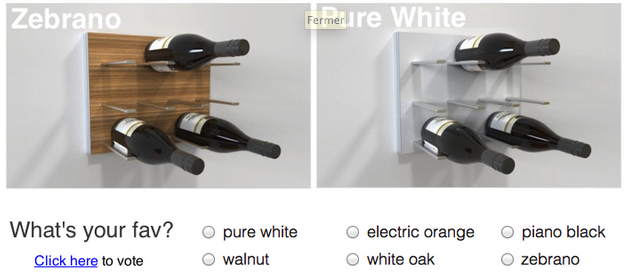 Zebrano
Fermer
Pure White
What's your fav?
Click here to vote
pure white
electric orange
piano black
walnut
white oak
zebrano